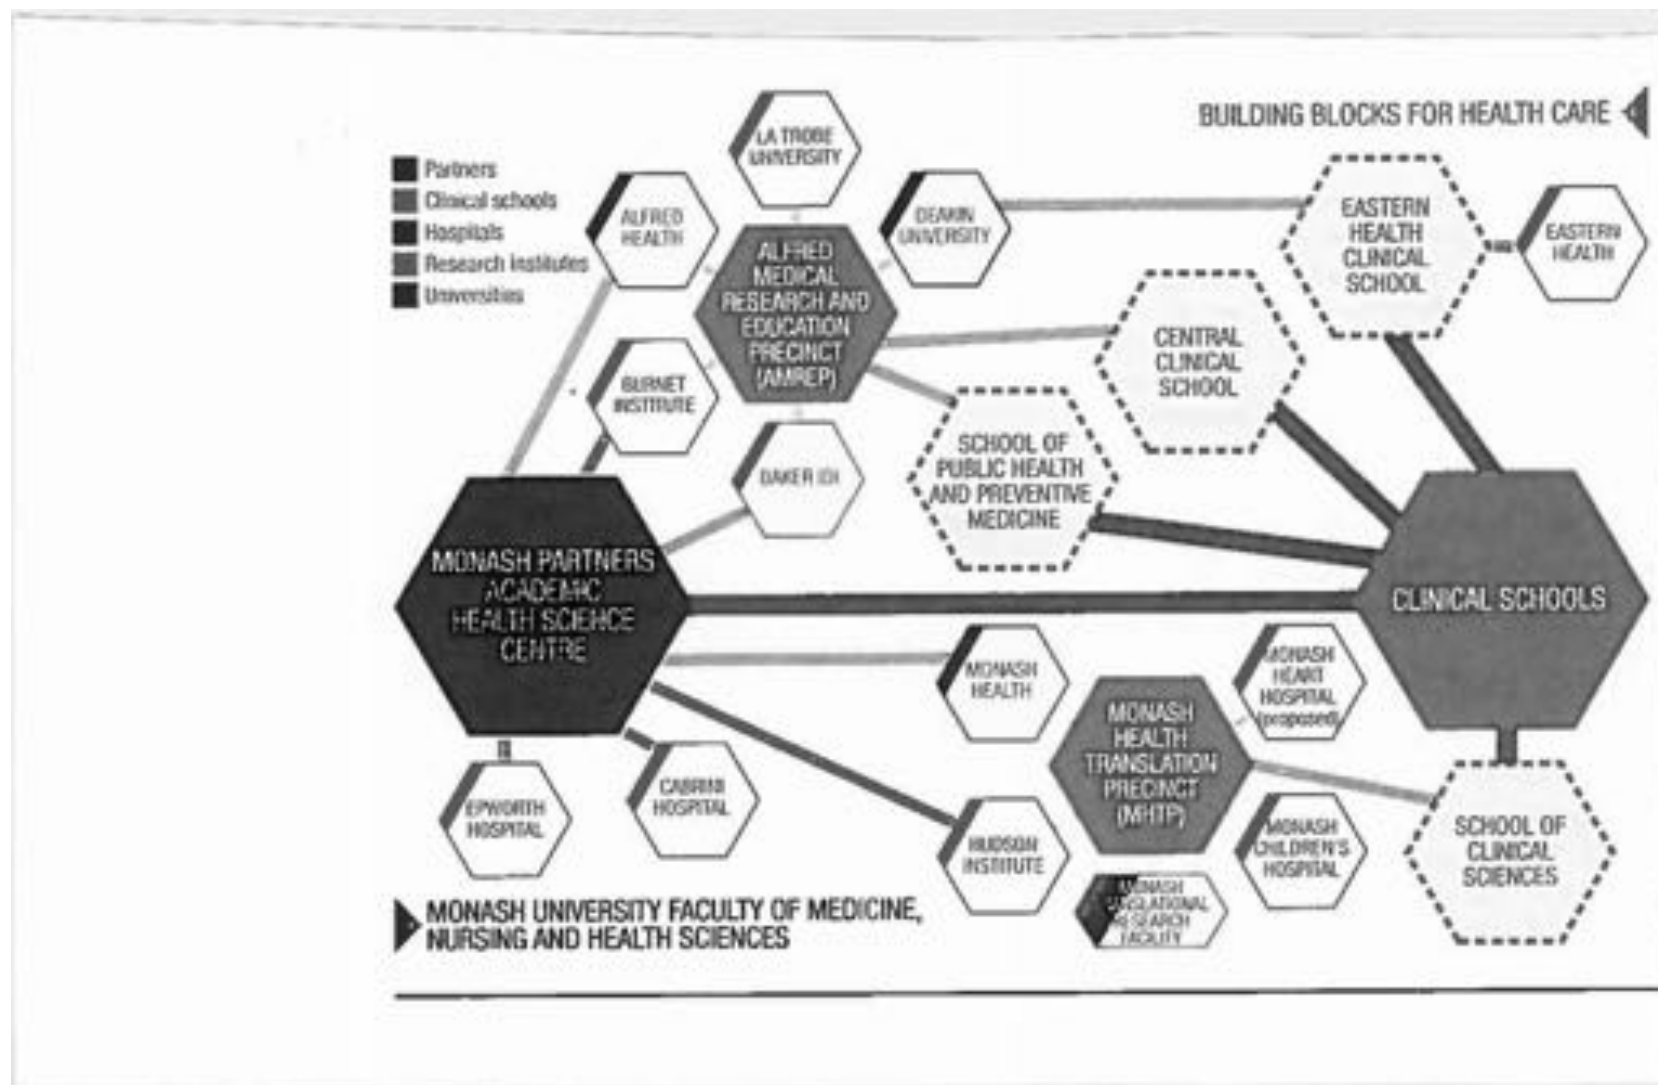 BUILDING BLOCKS FOR HEALTH CARE
Partners
Clinical schools
Hospitals
Research institutes
Universities
LA TROBE
UNIVERSITY
ALFRED
HEALTH
DEAKIN
UNIVERSITY
ALFRED
MEDICAL
RESEARCH AND
EDUCATION
PRECINCT
(AMREP)
EASTERN
HEALTH
CLINICAL
SCHOOL
EASTERN
HEALTH
CENTRAL
CLINICAL
SCHOOL
BURNET
INSTITUTE
BAKER IDI
SCHOOL OF
PUBLIC HEALTH
AND PREVENTIVE
MEDICINE
MONASH PARTNERS
ACADEMIC
HEALTH SCIENCE
CENTRE
CLINICAL SCHOOLS
MONASH
HEALTH
MONASH
HEART
HOSPITAL
(proposed)
MONASH
HEALTH
TRANSLATION
PRECINCT
(MHTP)
EPWORTH
HOSPITAL
CABRINI
HOSPITAL
HUDSON
INSTITUTE
MONASH
CHILDREN'S
HOSPITAL
SCHOOL OF
CLINICAL
SCIENCES
MONASH
TRANSLATIONAL
RESEARCH
FACILITY
MONASH UNIVERSITY FACULTY OF MEDICINE,
NURSING AND HEALTH SCIENCES